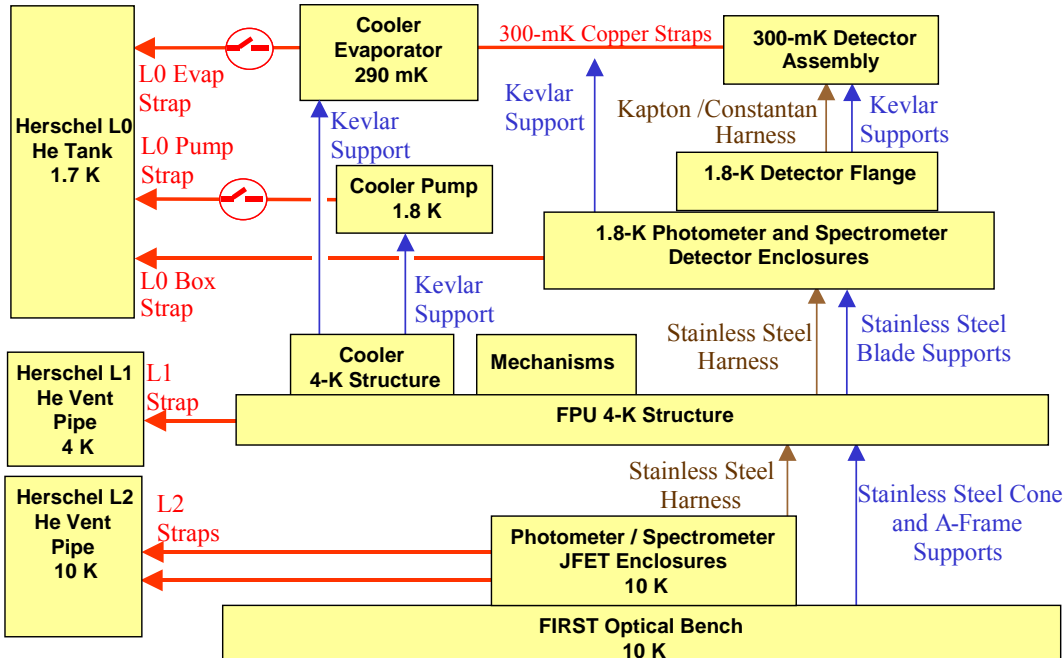 Cooler
Evaporator
290 mK
300-mK Copper Straps
300-mK Detector
Assembly
L0 Evap
Strap
Herschel L0
He Tank
1.7 K
Kevlar
Support
Kevlar
Support
Kapton /Constantan
Harness
Kevlar
Supports
L0 Pump
Strap
Cooler Pump
1.8 K
1.8-K Detector Flange
1.8-K Photometer and Spectrometer
Detector Enclosures
L0 Box
Strap
Kevlar
Support
Stainless Steel
Harness
Stainless Steel
Blade Supports
Cooler
4-K Structure
Mechanisms
Herschel L1
He Vent
Pipe
4 K
L1
Strap
FPU 4-K Structure
Herschel L2
He Vent
Pipe
10 K
L2
Straps
Stainless Steel
Harness
Stainless Steel Cone
and A-Frame
Supports
Photometer / Spectrometer
JFET Enclosures
10 K
FIRST Optical Bench
10 K